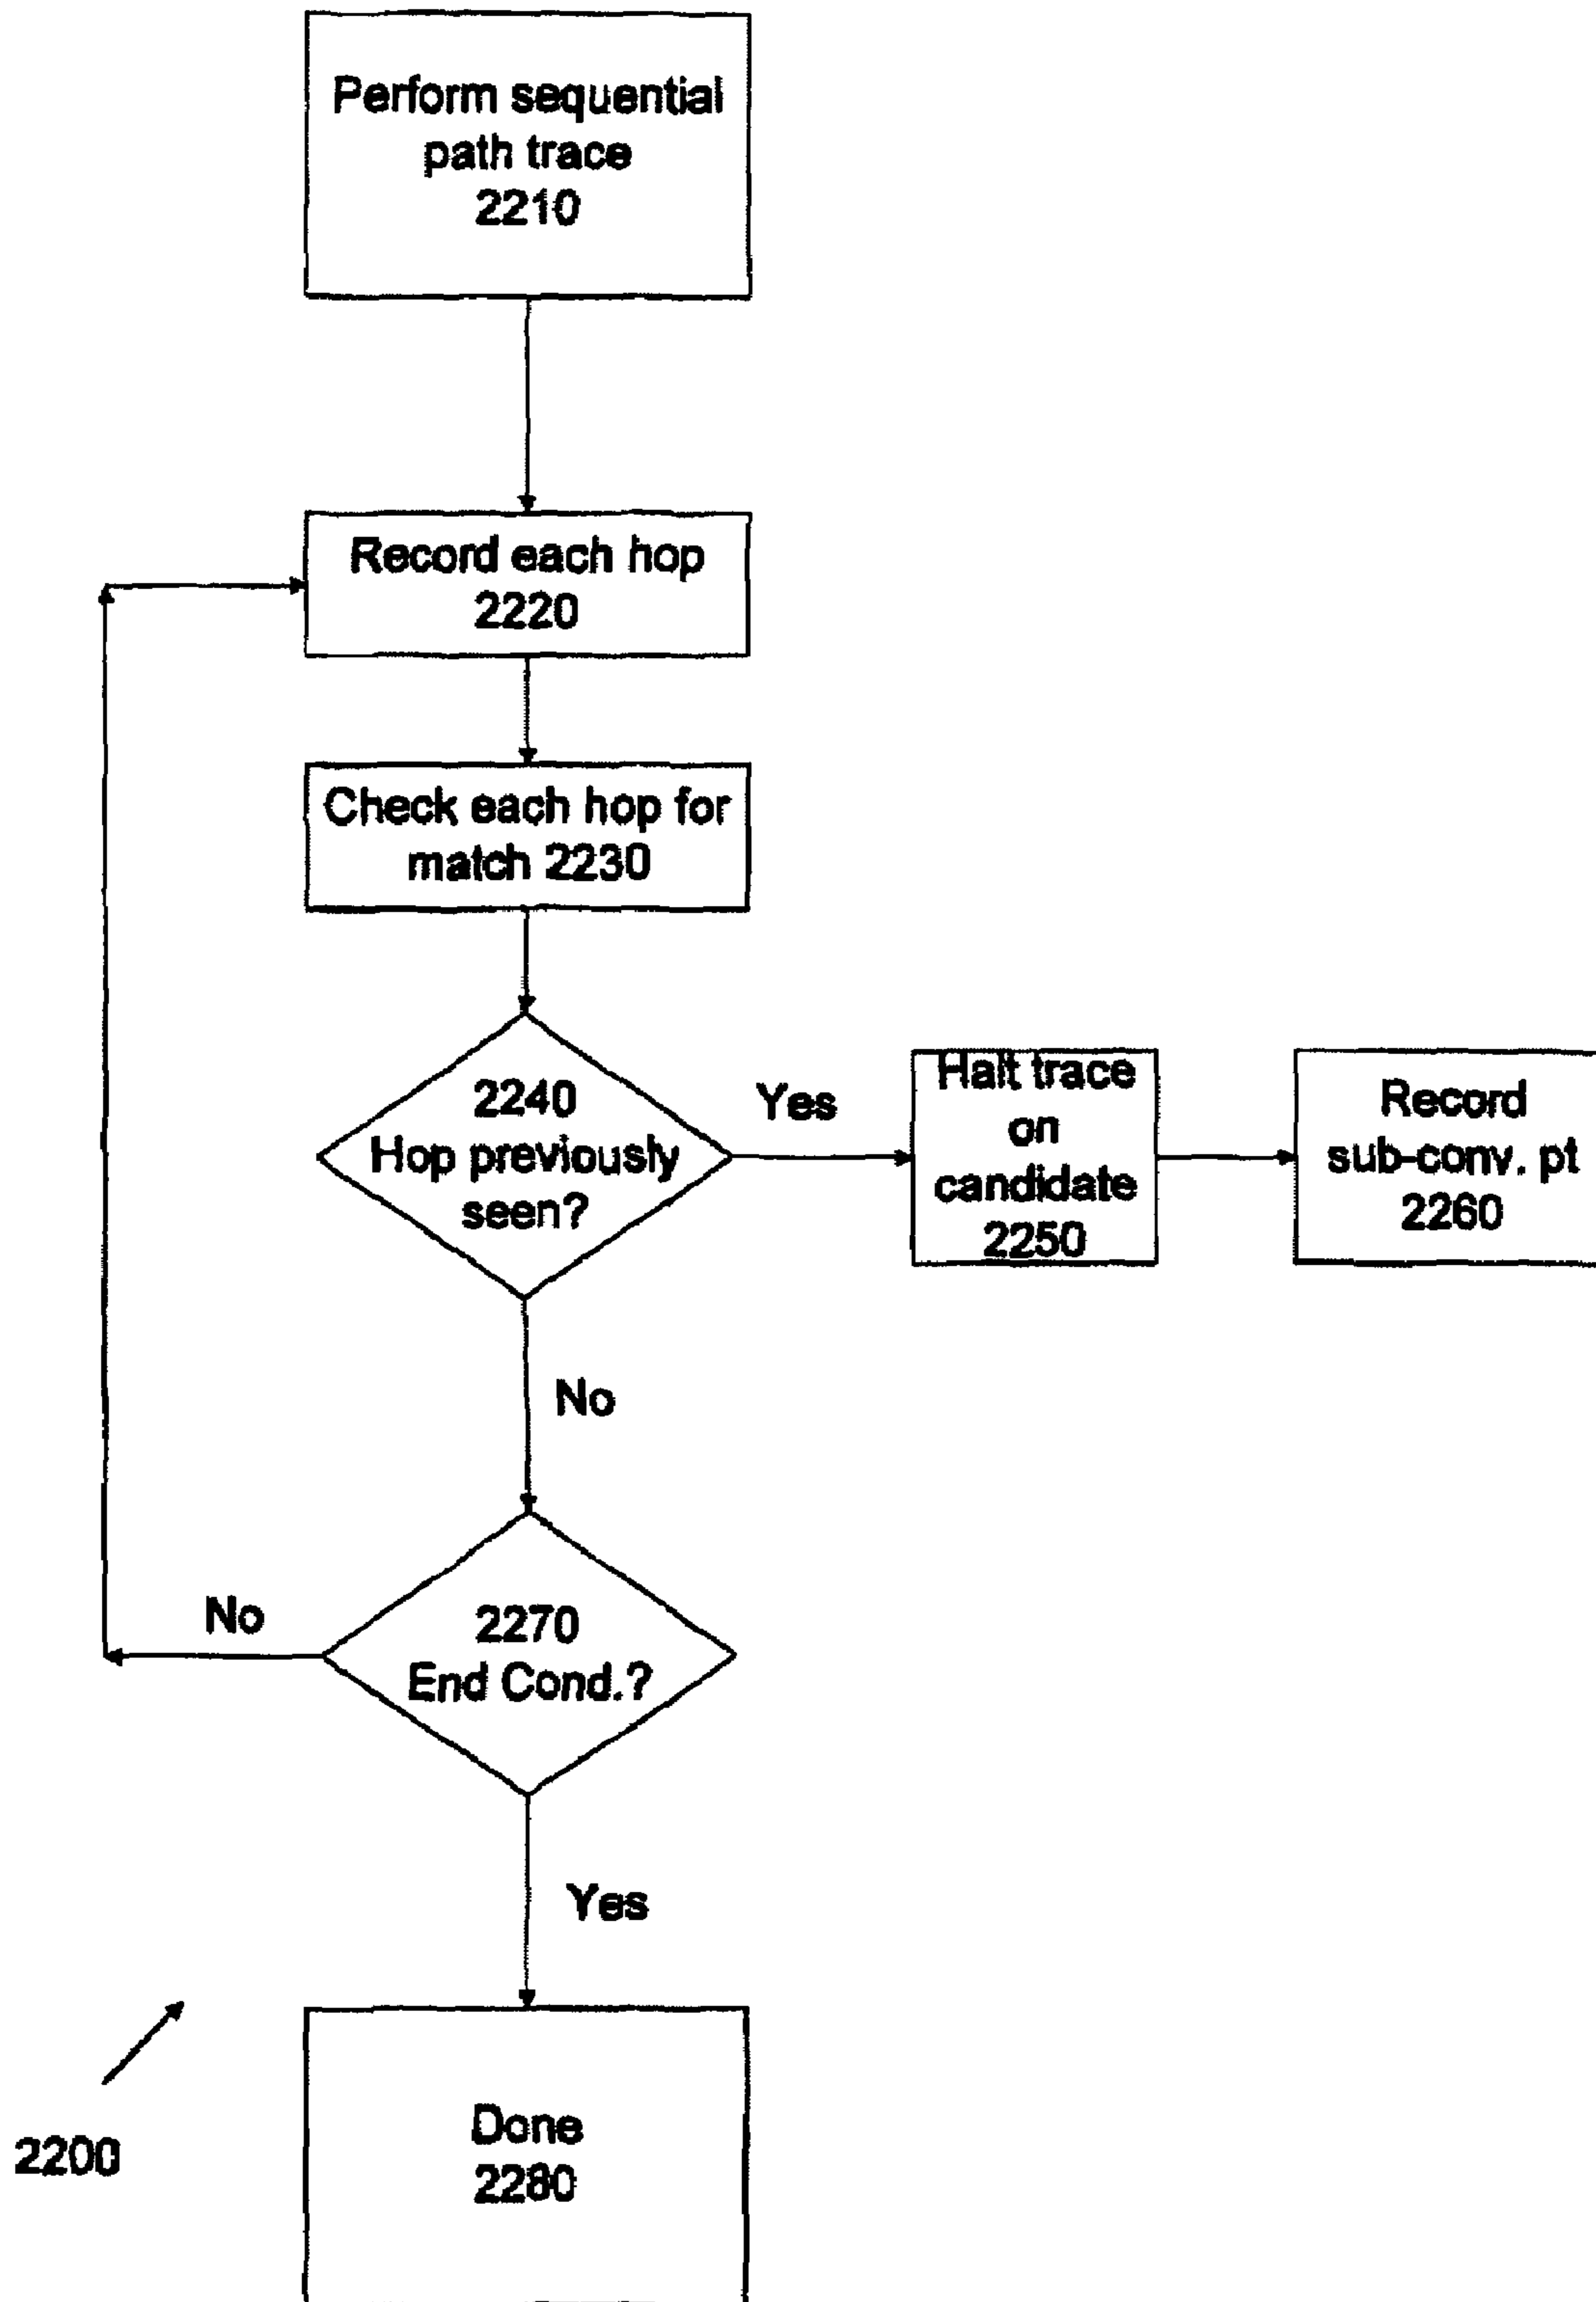 Perform sequential
path trace
2210
Record each hop
2220
Check each hop for
match 2230
2240
Hop previously
seen?
Yes
Halt trace
on
candidate
2250
Record
sub-conv. pt
2260
No
2270
End Cond.?
No
Yes
Done
2280
2200